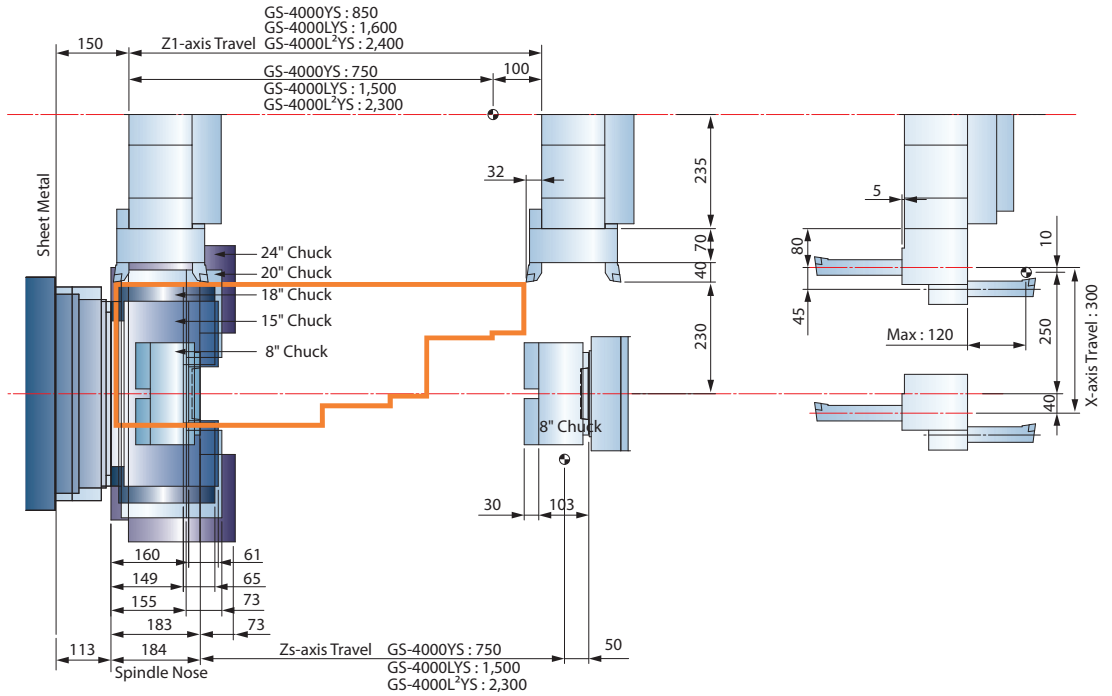 GS-4000YS : 850
150 Z1-axis Travel GS-4000LYS : 1,600
GS-4000L²YS : 2,400
GS-4000YS : 750 100
GS-4000LYS : 1,500
GS-4000L²YS : 2,300
Sheet Metal
32
235
5
70
80
10
40
24" Chuck
20" Chuck
18" Chuck
15" Chuck
8" Chuck
45
230
Max : 120
250
X-axis Travel : 300
40
8" Chuck
30 103
160 61
149 65
155 73
183 73
113 184
Spindle Nose
Zs-axis Travel GS-4000YS : 750 50
GS-4000LYS : 1,500
GS-4000L²YS : 2,300